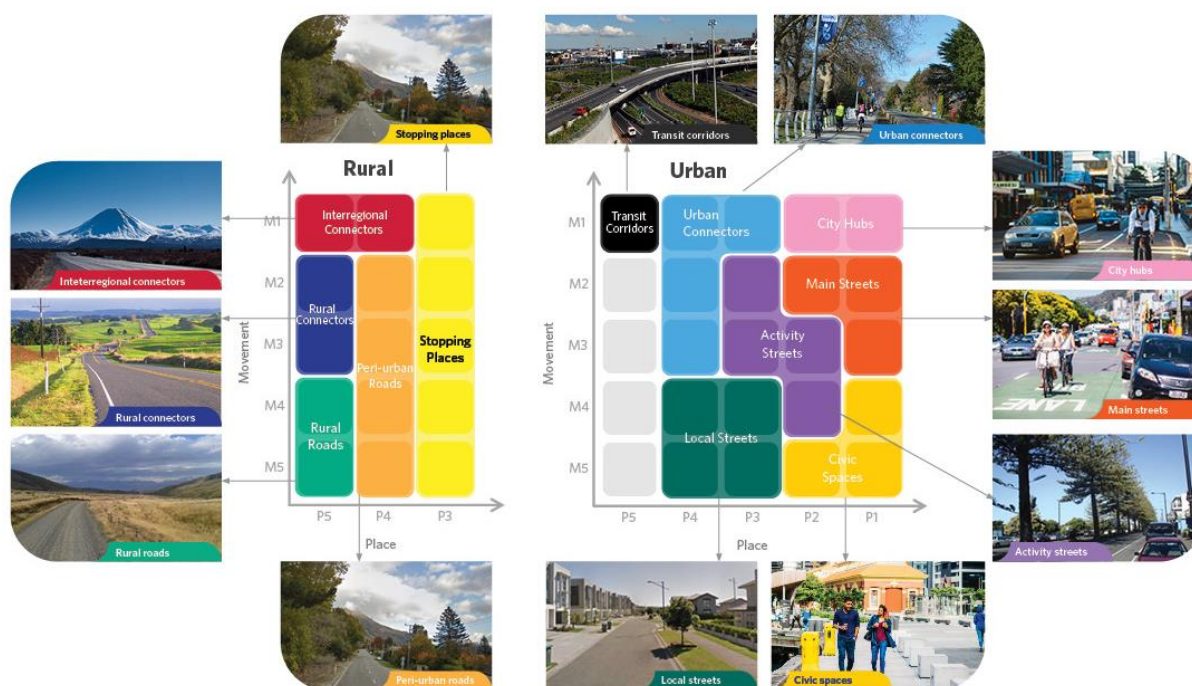 Stopping places
Transit corridors
Urban connectors
Rural
Urban
Inteterregional connectors
Rural connectors
Rural roads
Movement
M1
M2
M3
M4
M5
Interregional
Connectors
Rural
Connectors
Peri-urban
Roads
Stopping
Places
Rural
Roads
P5
P4
P3
Place
Movement
M1
M2
M3
M4
M5
Transit
Corridors
Urban
Connectors
City Hubs
Main Streets
Activity
Streets
Local Streets
Civic
Spaces
P5
P4
P3
P2
P1
Place
City hubs
LANE
Main streets
Activity streets
Peri-urban roads
Local streets
Civic spaces